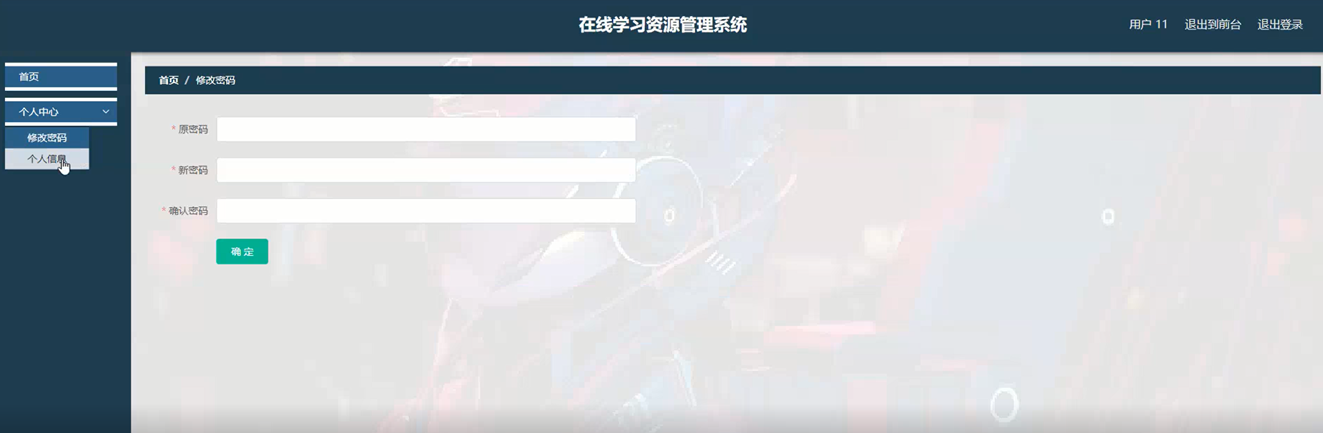 在线学习资源管理系统
用户 11 退出到前台 退出登录
首页
个人中心
修改密码
个人信息
首页 / 修改密码
* 原密码
* 新密码
* 确认密码
确 定